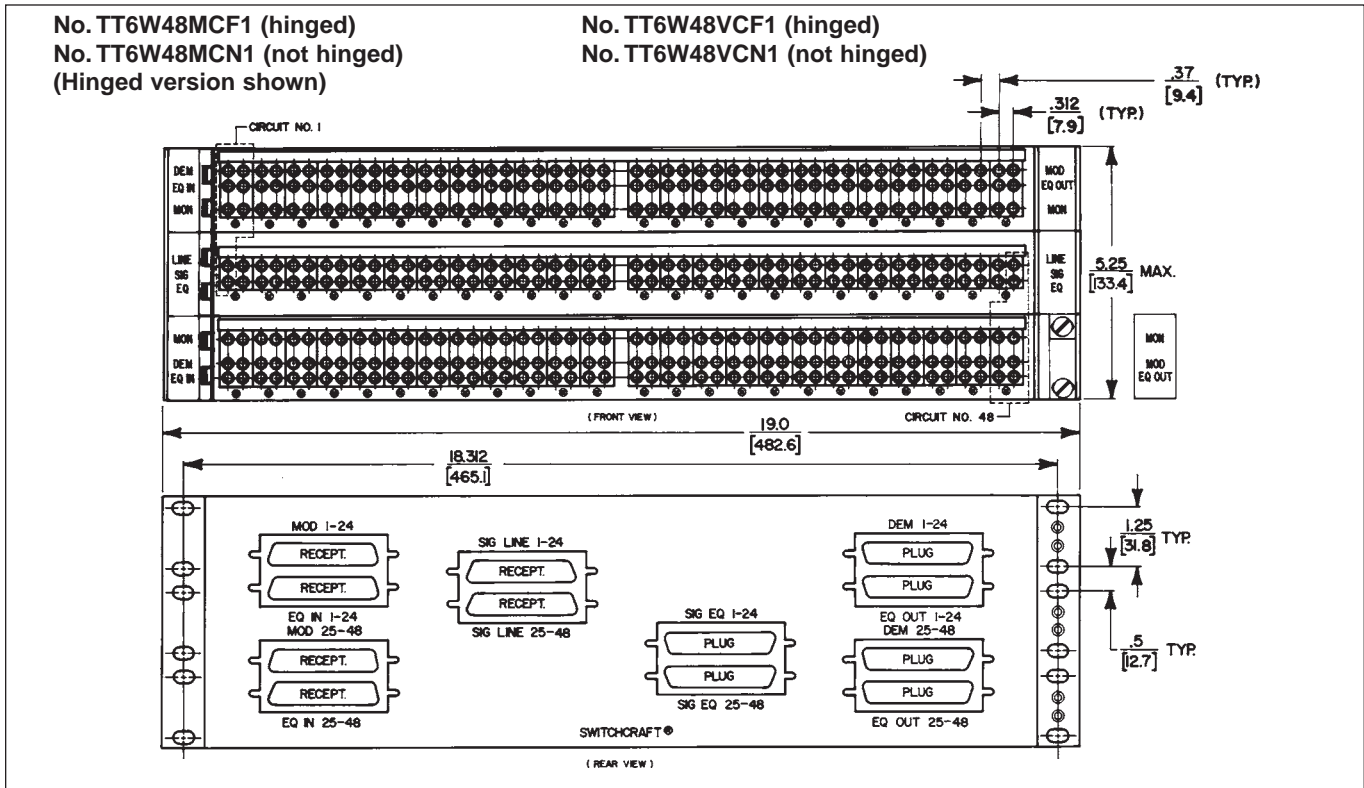 No. TT6W48MCF1 (hinged)
No. TT6W48MCN1 (not hinged)
(Hinged version shown)
No. TT6W48VCF1 (hinged)
No. TT6W48VCN1 (not hinged)
.37
[9.4]
(TYP.)
.312
[7.9]
(TYP.)
CIRCUIT NO. 1
DEM
EQ IN
MON
MOD
EQ OUT
MON
LINE
SIG
EQ
LINE
SIG
EQ
5.25
[133.4]
MAX.
MON
DEM
EQ IN
MON
MOD
EQ OUT
(FRONT VIEW)
CIRCUIT NO. 48
19.0
[482.6]
18.312
[465.1]
MOD 1-24
RECEPT.
RECEPT.
EQ IN 1-24
MOD 25-48
RECEPT.
RECEPT.
EQ IN 25-48
SIG LINE 1-24
RECEPT.
RECEPT.
SIG LINE 25-48
SIG EQ 1-24
PLUG
PLUG
SIG EQ 25-48
DEM 1-24
PLUG
PLUG
EQ OUT 1-24
DEM 25-48
PLUG
PLUG
EQ OUT 25-48
1.25
[31.8]
TYP.
.5
[12.7]
TYP.
SWITCHCRAFT®
(REAR VIEW)